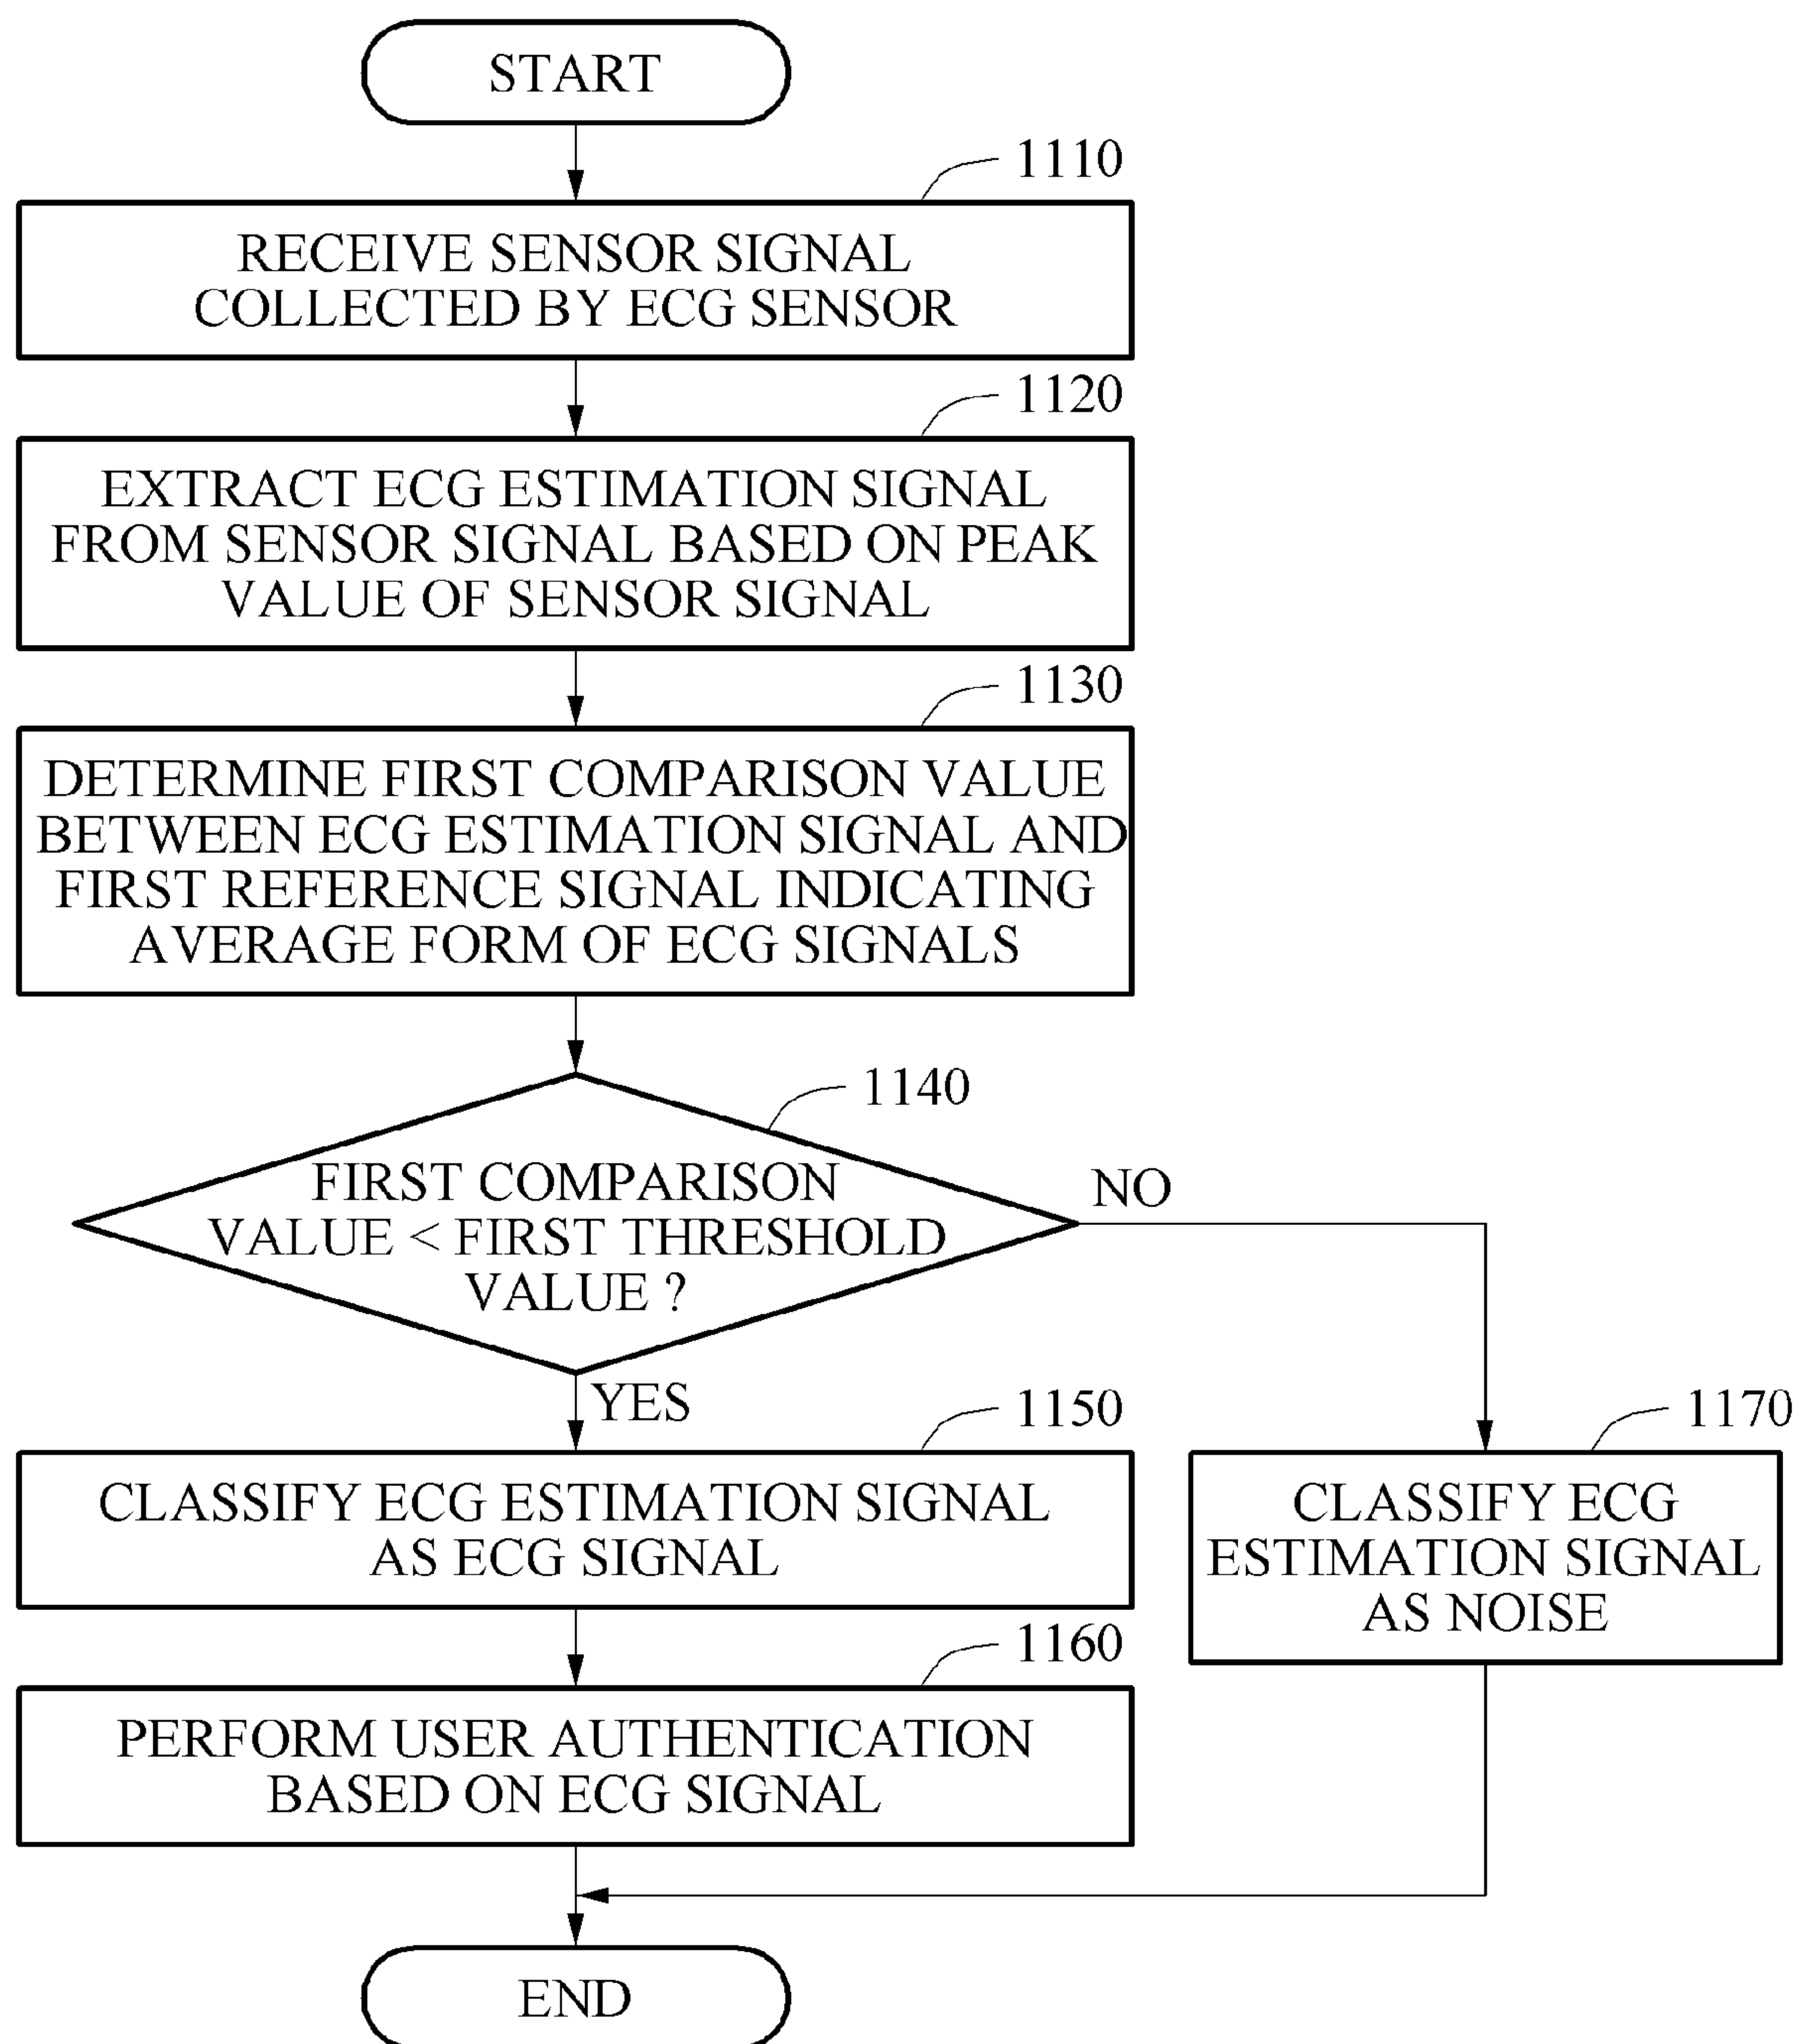 START
1110
RECEIVE SENSOR SIGNAL
COLLECTED BY ECG SENSOR
1120
EXTRACT ECG ESTIMATION SIGNAL
FROM SENSOR SIGNAL BASED ON PEAK
VALUE OF SENSOR SIGNAL
1130
DETERMINE FIRST COMPARISON VALUE
BETWEEN ECG ESTIMATION SIGNAL AND
FIRST REFERENCE SIGNAL INDICATING
AVERAGE FORM OF ECG SIGNALS
1140
FIRST COMPARISON
VALUE < FIRST THRESHOLD
VALUE ?
NO
YES
1150
CLASSIFY ECG ESTIMATION SIGNAL
AS ECG SIGNAL
1170
CLASSIFY ECG
ESTIMATION SIGNAL
AS NOISE
1160
PERFORM USER AUTHENTICATION
BASED ON ECG SIGNAL
END